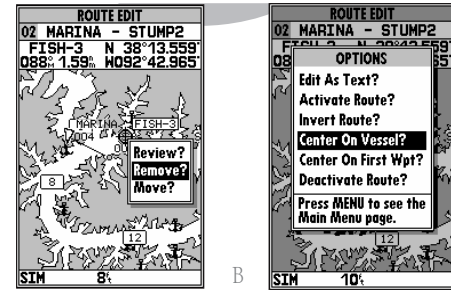 ROUTE EDIT
02 MARINA – STUMP2
FISH-3 N 38°13.559'
088°M 1.59ⁿₘ W092°42.965'
MARINA
FISH-3
004
Review?
Remove?
Move?
8
12
SIM 8
B
ROUTE EDIT
02 MARINA – STUMP2
OPTIONS
Edit As Text?
Activate Route?
Invert Route?
Center On Vessel?
Center On First Wpt?
Deactivate Route?
Press MENU to see the
Main Menu page.
12
SIM 10